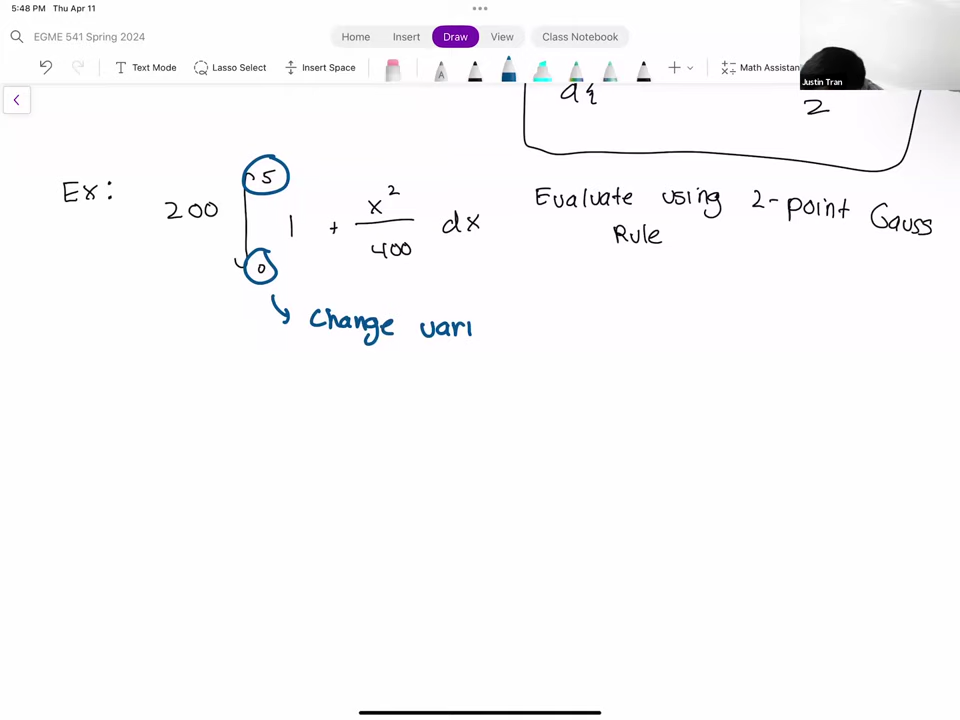 5:48 PM Thu Apr 11
EGME 541 Spring 2024
Home Insert Draw View Class Notebook
Text Mode Lasso Select Insert Space Math Assistan
Justin Tran
dξ 2
Ex: 200 ∫₀⁵ 1 + x²/400 dx
Evaluate using 2-point Gauss
Rule
Change vari